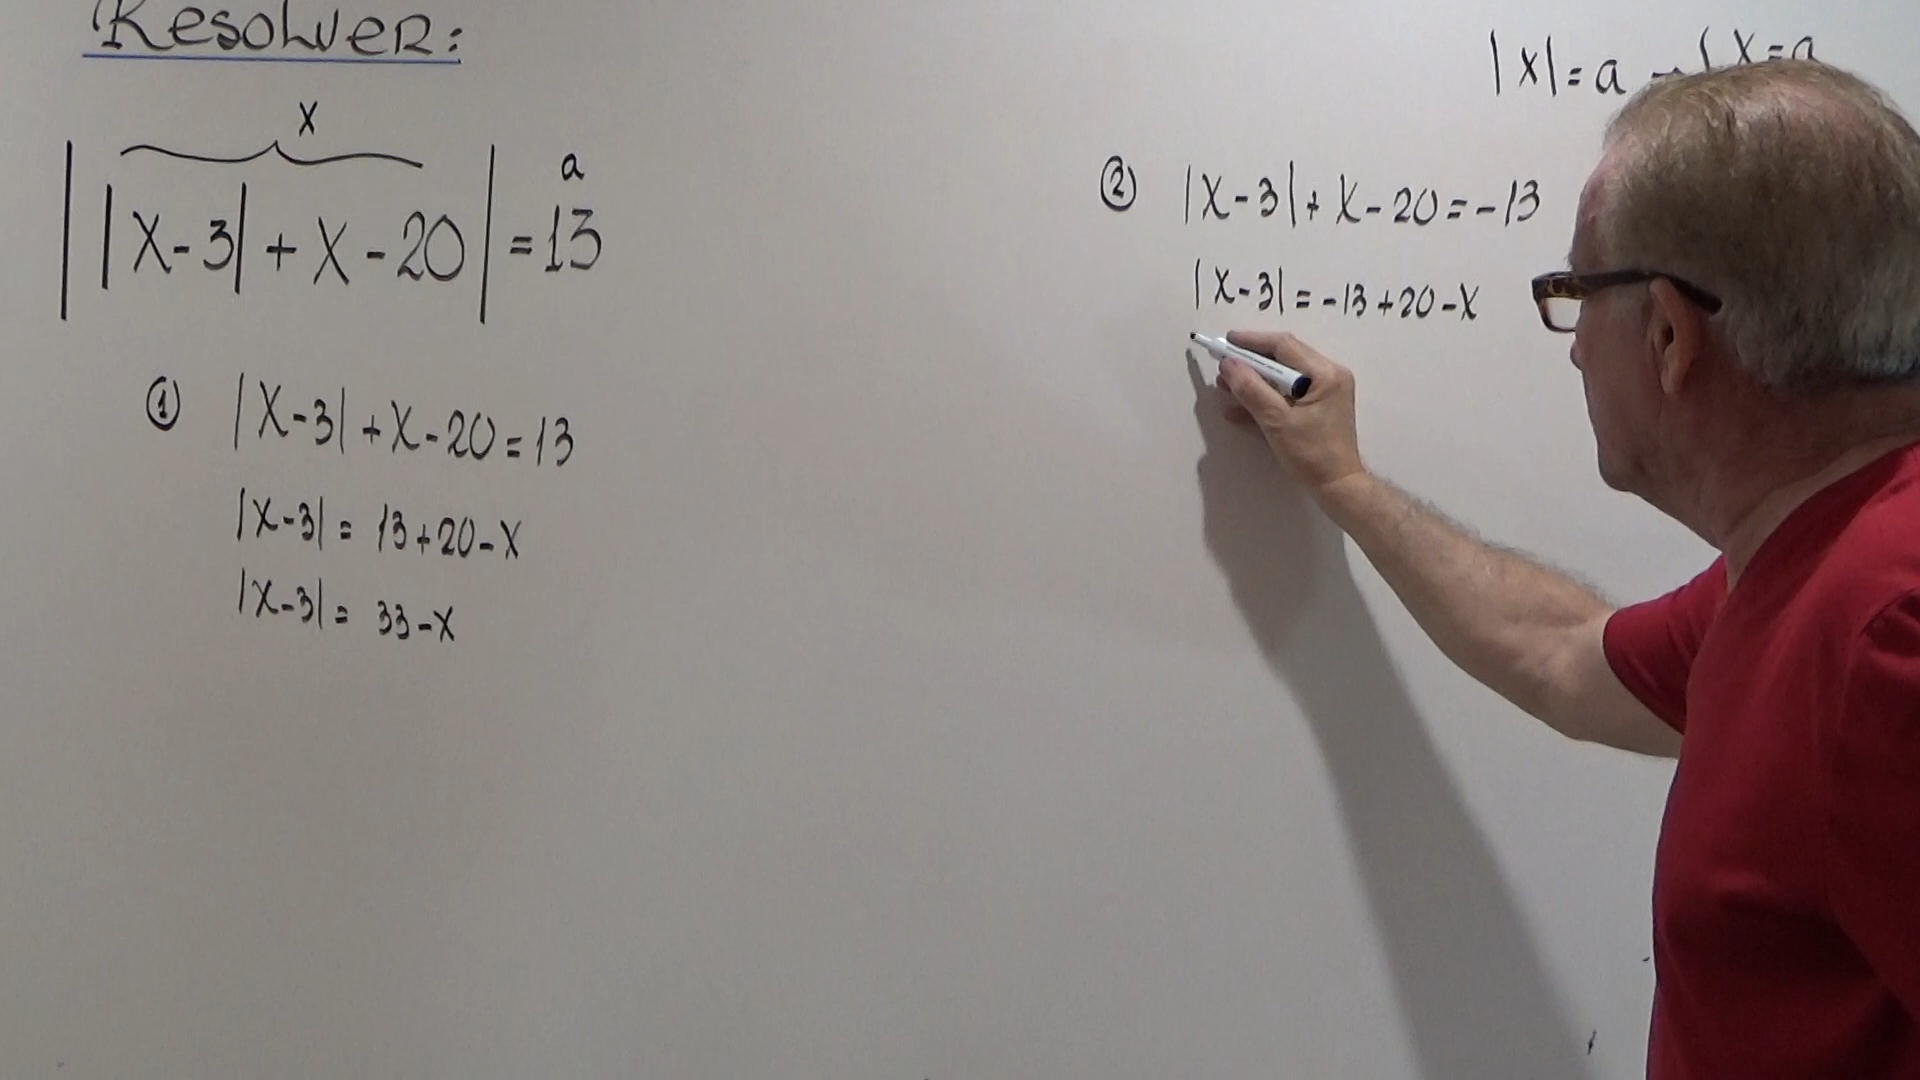 Resolver:
x
a
||X-3| + X - 20| = 13
① |X-3| + X - 20 = 13
|X-3| = 13 + 20 - X
|X-3| = 33 - X
|x| = a → { X = a
② |X-3| + X - 20 = -13
|X-3| = -13 + 20 - X